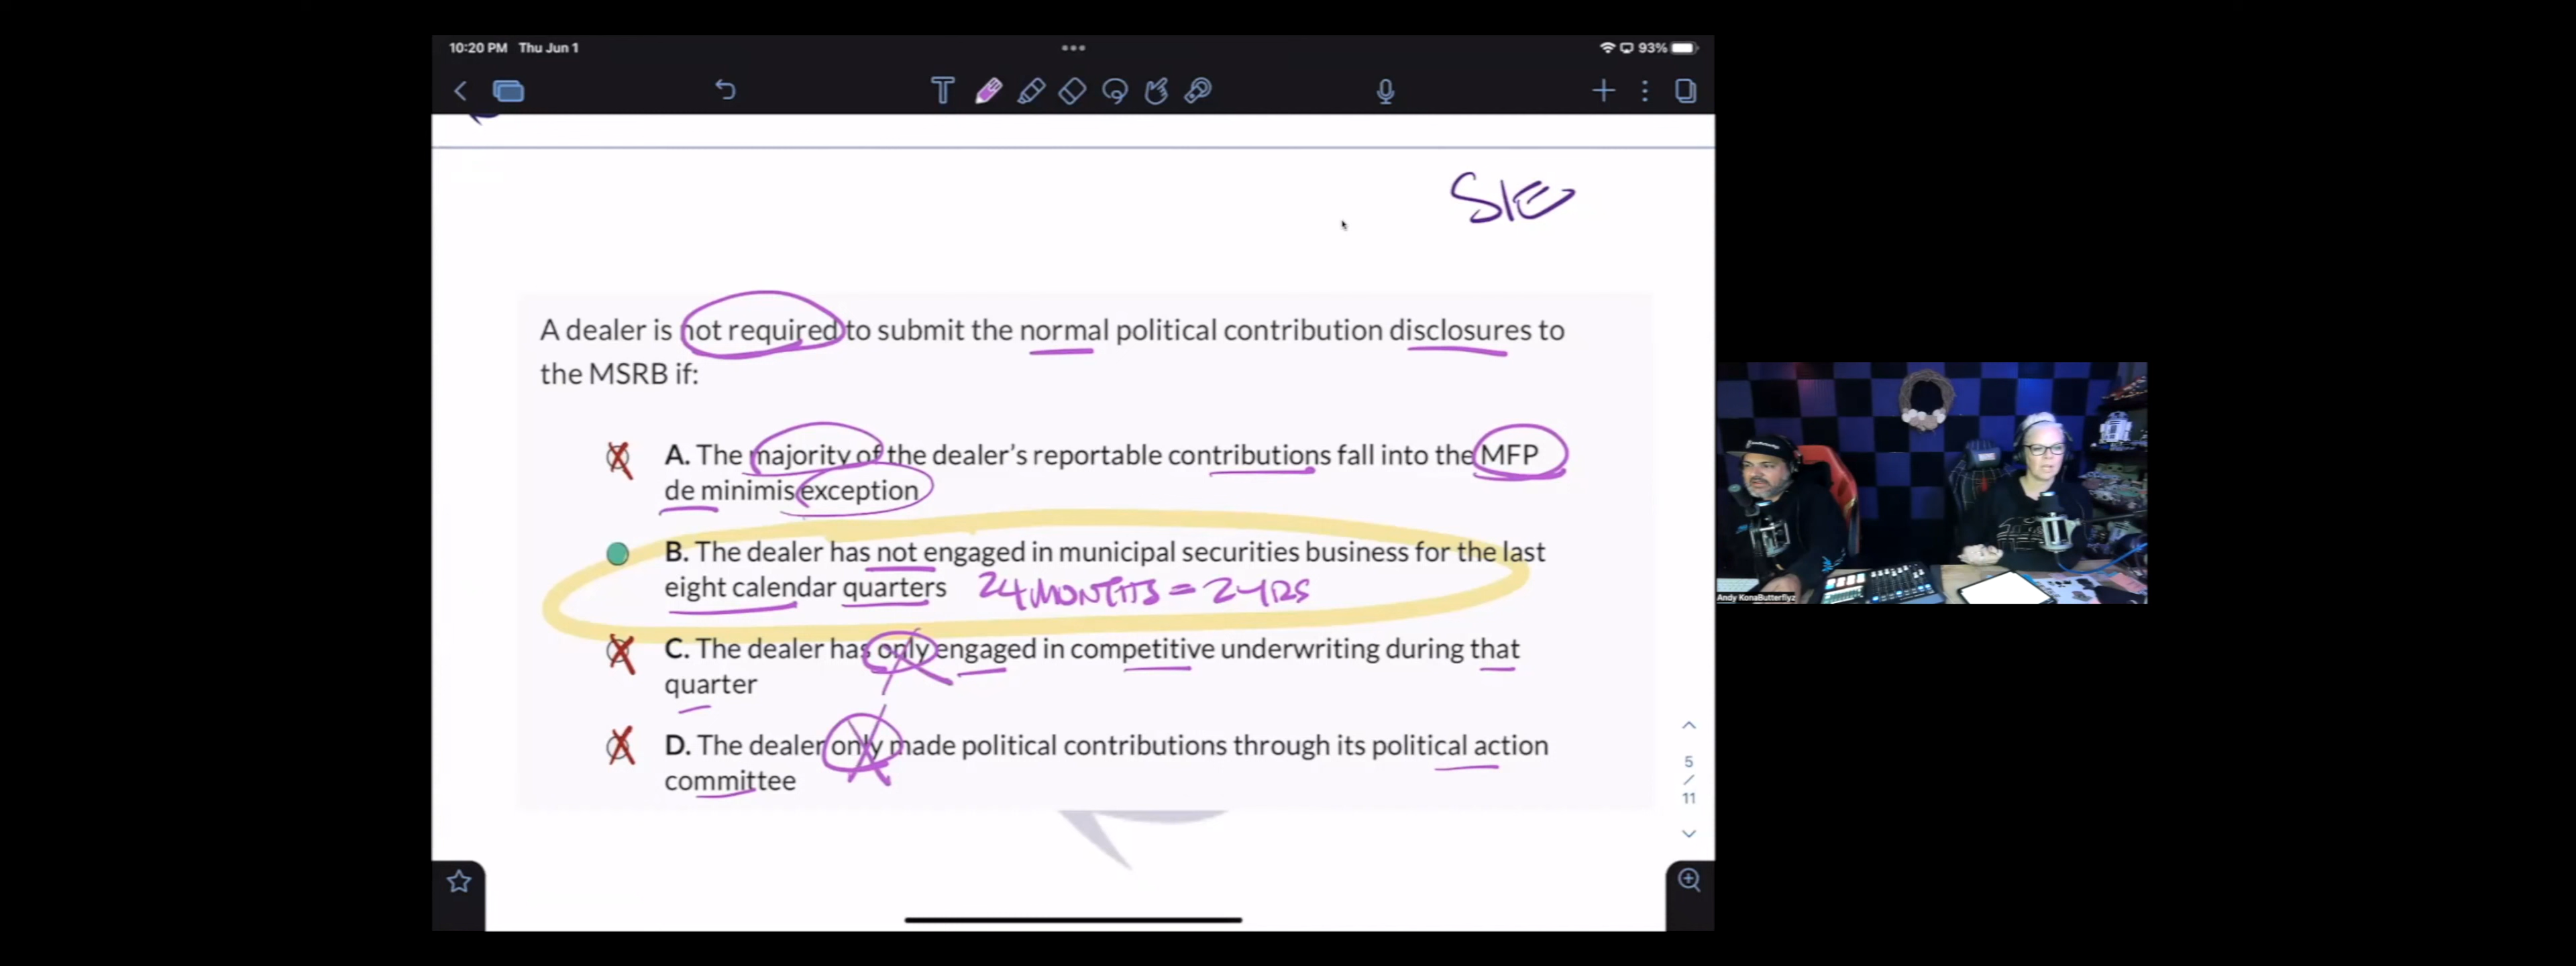 10:20 PM Thu Jun 1
93%
SIE
A dealer is not required to submit the normal political contribution disclosures to
the MSRB if:
A. The majority of the dealer's reportable contributions fall into the MFP
de minimis exception
B. The dealer has not engaged in municipal securities business for the last
eight calendar quarters 24 MONTHS = 2 YRS
C. The dealer has only engaged in competitive underwriting during that
quarter
D. The dealer only made political contributions through its political action
committee
5
/
11
Andy KonaButterflyz